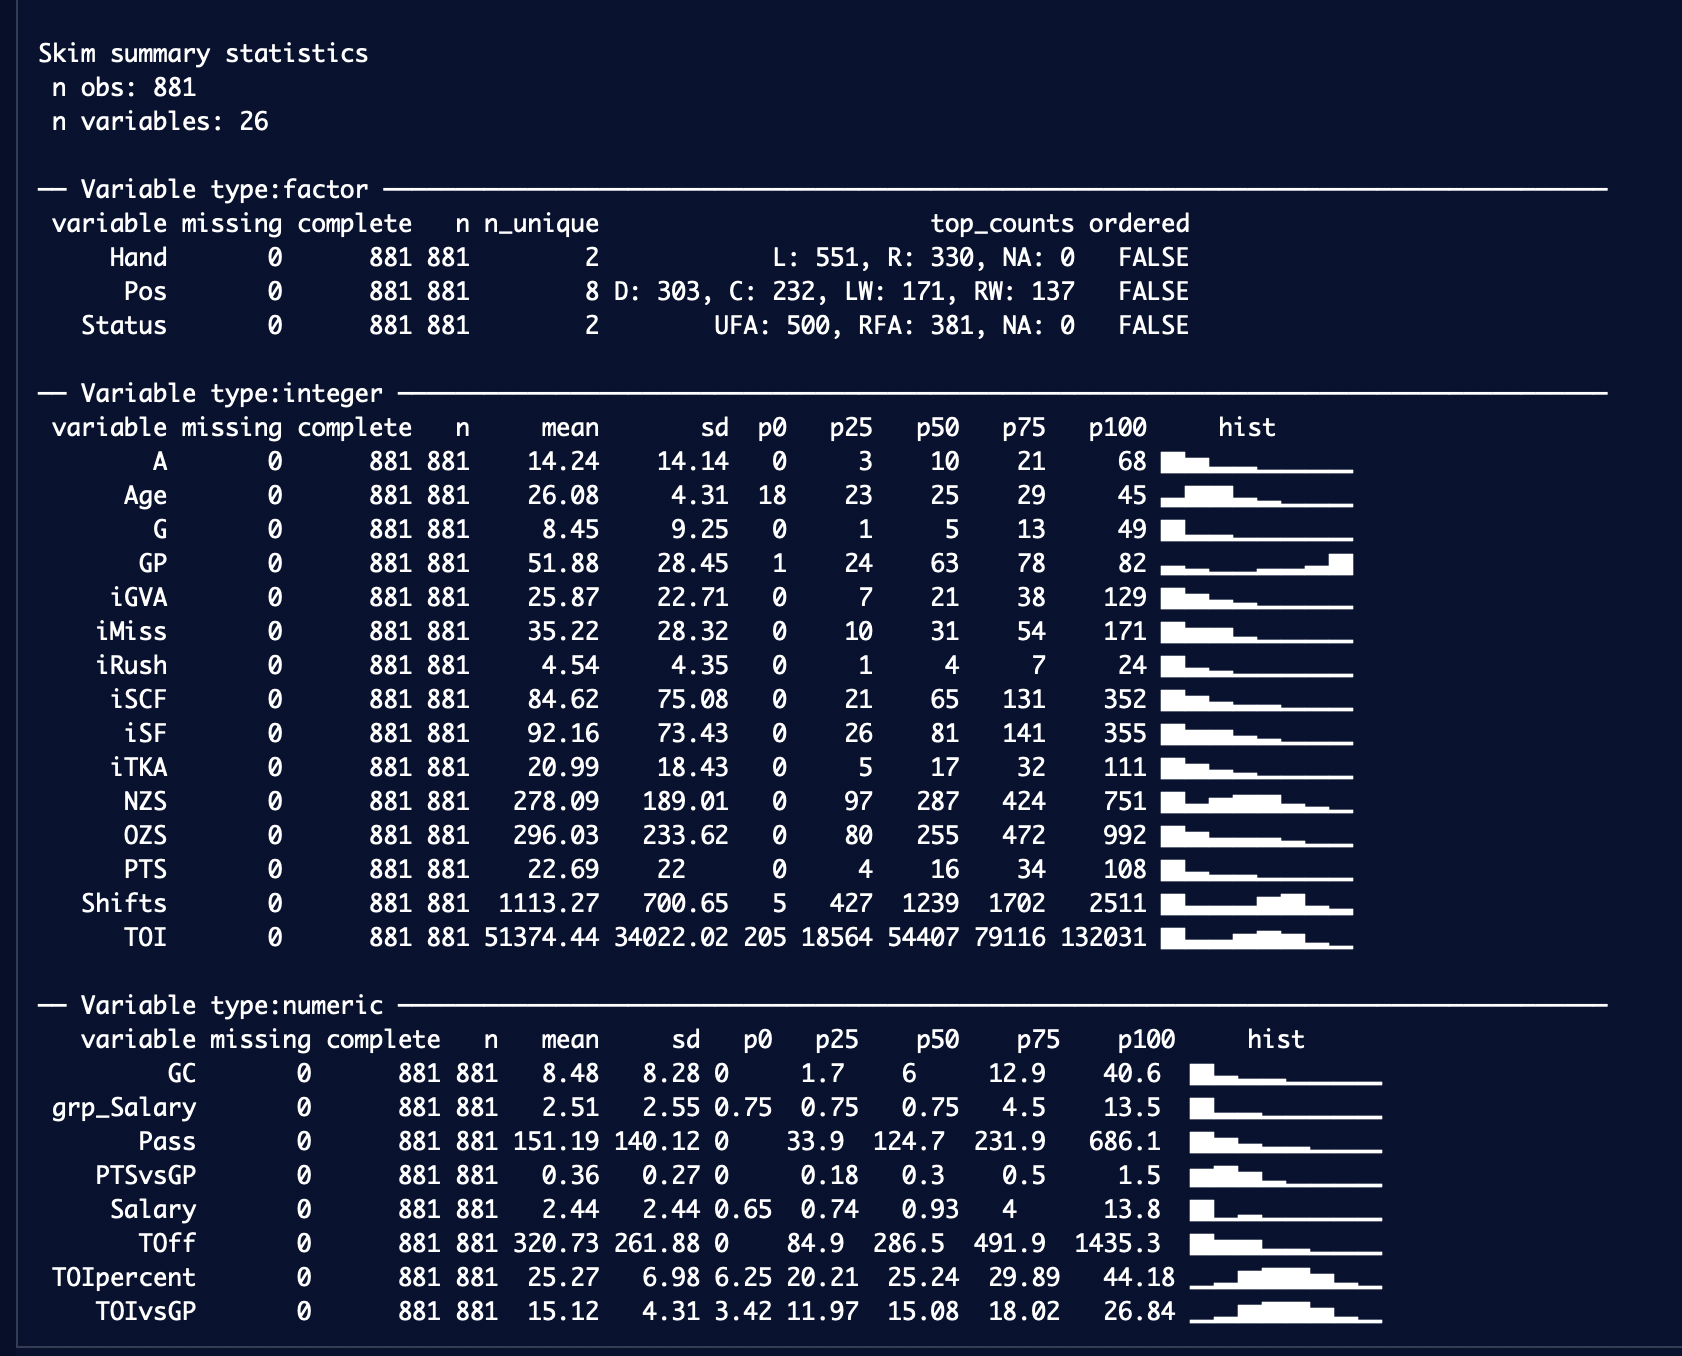 Skim summary statistics
n obs: 881
n variables: 26
── Variable type:factor ──
variable missing complete n n_unique top_counts ordered
Hand 0 881 881 2 L: 551, R: 330, NA: 0 FALSE
Pos 0 881 881 8 D: 303, C: 232, LW: 171, RW: 137 FALSE
Status 0 881 881 2 UFA: 500, RFA: 381, NA: 0 FALSE
── Variable type:integer ──
variable missing complete n mean sd p0 p25 p50 p75 p100 hist
A 0 881 881 14.24 14.14 0 3 10 21 68
Age 0 881 881 26.08 4.31 18 23 25 29 45
G 0 881 881 8.45 9.25 0 1 5 13 49
GP 0 881 881 51.88 28.45 1 24 63 78 82
iGVA 0 881 881 25.87 22.71 0 7 21 38 129
iMiss 0 881 881 35.22 28.32 0 10 31 54 171
iRush 0 881 881 4.54 4.35 0 1 4 7 24
iSCF 0 881 881 84.62 75.08 0 21 65 131 352
iSF 0 881 881 92.16 73.43 0 26 81 141 355
iTKA 0 881 881 20.99 18.43 0 5 17 32 111
NZS 0 881 881 278.09 189.01 0 97 287 424 751
OZS 0 881 881 296.03 233.62 0 80 255 472 992
PTS 0 881 881 22.69 22 0 4 16 34 108
Shifts 0 881 881 1113.27 700.65 5 427 1239 1702 2511
TOI 0 881 881 51374.44 34022.02 205 18564 54407 79116 132031
── Variable type:numeric ──
variable missing complete n mean sd p0 p25 p50 p75 p100 hist
GC 0 881 881 8.48 8.28 0 1.7 6 12.9 40.6
grp_Salary 0 881 881 2.51 2.55 0.75 0.75 0.75 4.5 13.5
Pass 0 881 881 151.19 140.12 0 33.9 124.7 231.9 686.1
PTSvsGP 0 881 881 0.36 0.27 0 0.18 0.3 0.5 1.5
Salary 0 881 881 2.44 2.44 0.65 0.74 0.93 4 13.8
TOff 0 881 881 320.73 261.88 0 84.9 286.5 491.9 1435.3
TOIpercent 0 881 881 25.27 6.98 6.25 20.21 25.24 29.89 44.18
TOIvsGP 0 881 881 15.12 4.31 3.42 11.97 15.08 18.02 26.84